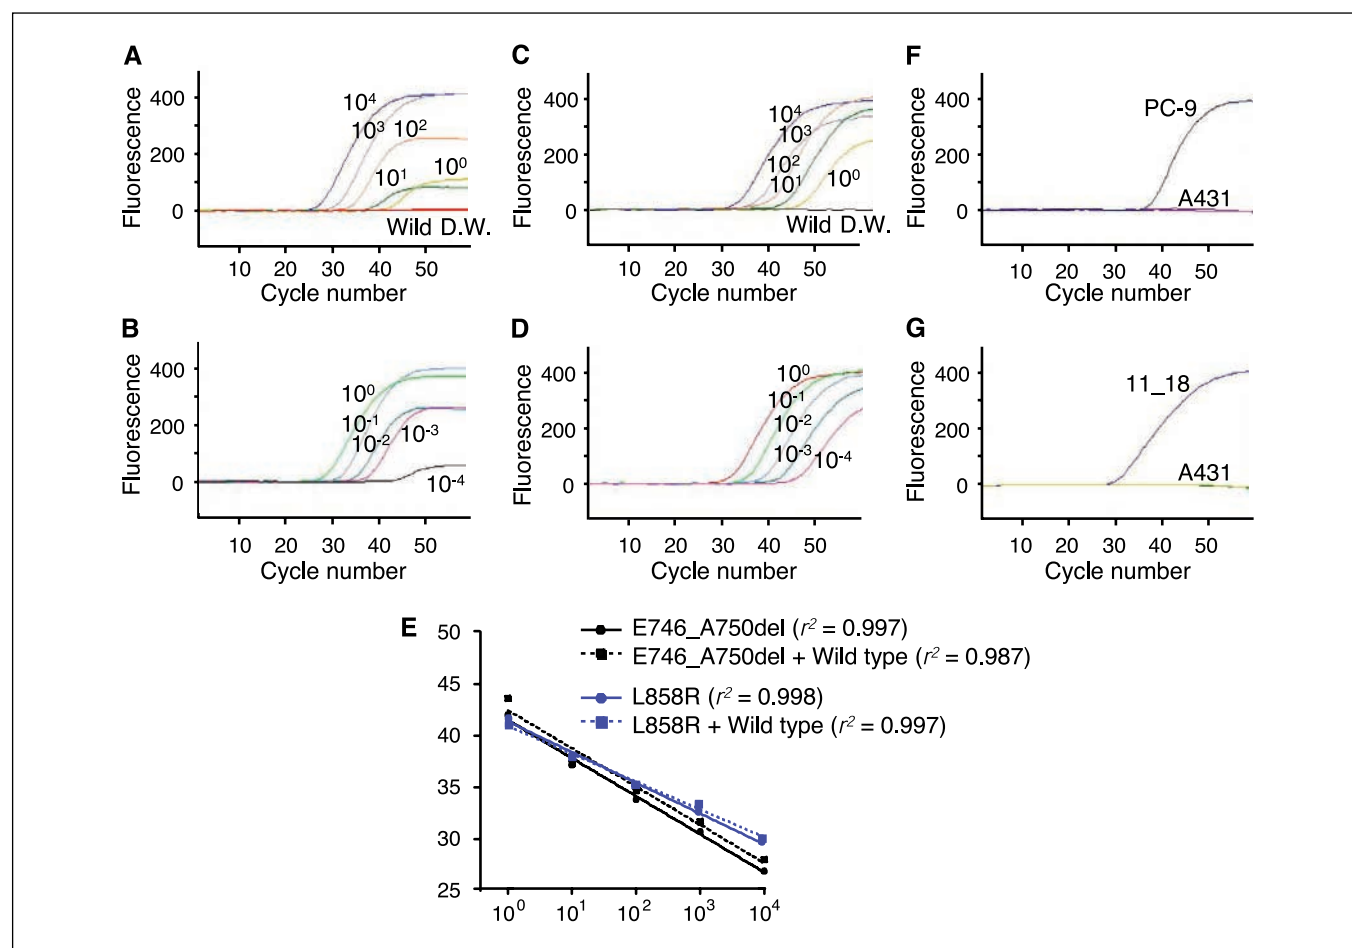 A
Fluorescence
400
200
0
10⁴
10³
10²
10¹
10⁰
Wild D.W.
10 20 30 40 50
Cycle number
C
Fluorescence
400
200
0
10⁴
10³
10²
10¹
10⁰
Wild D.W.
10 20 30 40 50
Cycle number
F
Fluorescence
400
200
0
PC-9
A431
10 20 30 40 50
Cycle number
B
Fluorescence
400
200
0
10⁰
10⁻¹
10⁻²
10⁻³
10⁻⁴
10 20 30 40 50
Cycle number
D
Fluorescence
400
200
0
10⁰
10⁻¹
10⁻²
10⁻³
10⁻⁴
10 20 30 40 50
Cycle number
G
Fluorescence
400
200
0
11_18
A431
10 20 30 40 50
Cycle number
E
50
45
40
35
30
25
E746_A750del (r² = 0.997)
E746_A750del + Wild type (r² = 0.987)
L858R (r² = 0.998)
L858R + Wild type (r² = 0.997)
10⁰ 10¹ 10² 10³ 10⁴